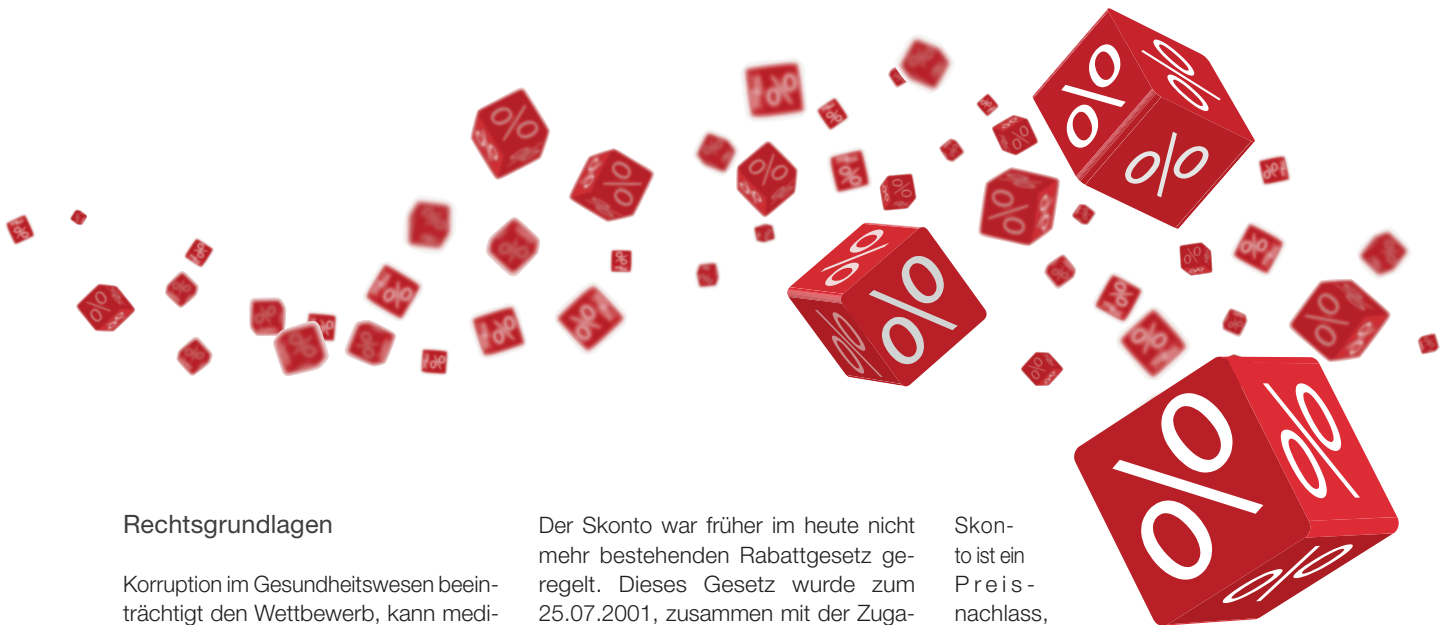 Rechtsgrundlagen
Korruption im Gesundheitswesen beein-
trächtigt den Wettbewerb, kann medi-
Der Skonto war früher im heute nicht
mehr bestehenden Rabattgesetz ge-
regelt. Dieses Gesetz wurde zum
25.07.2001, zusammen mit der Zuga-
Skon-
to ist ein
Preis-
nachlass,